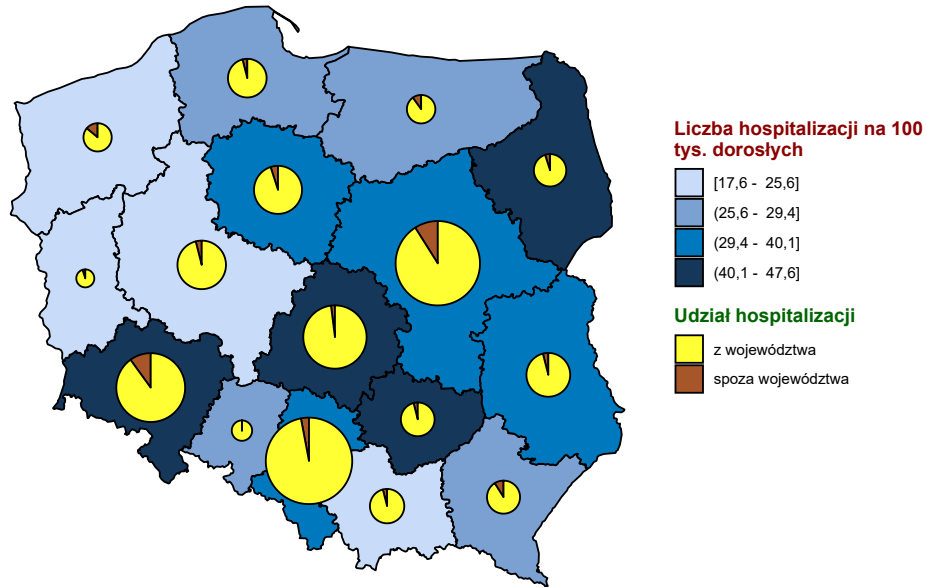 Liczba hospitalizacji na 100
tys. dorosłych
[17,6 - 25,6]
(25,6 - 29,4]
(29,4 - 40,1]
(40,1 - 47,6]
Udział hospitalizacji
z województwa
spoza województwa